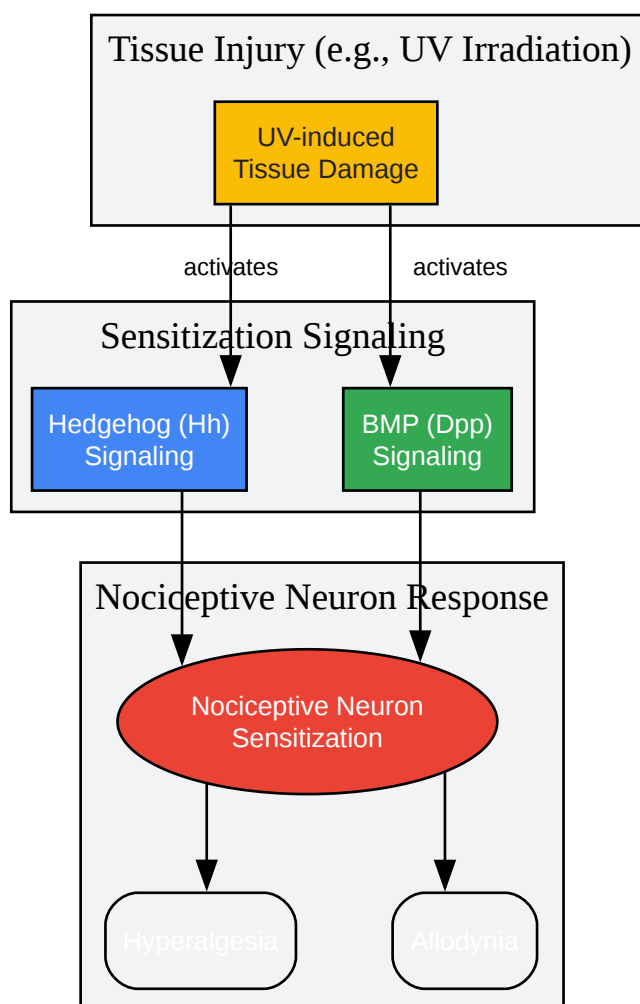 Tissue Injury (e.g., UV Irradiation)
UV-induced
Tissue Damage
activates
activates
Sensitization Signaling
Hedgehog (Hh)
Signaling
BMP (Dpp)
Signaling
Nociceptive Neuron Response
Nociceptive Neuron
Sensitization
Hyperalgesia
Allodynia